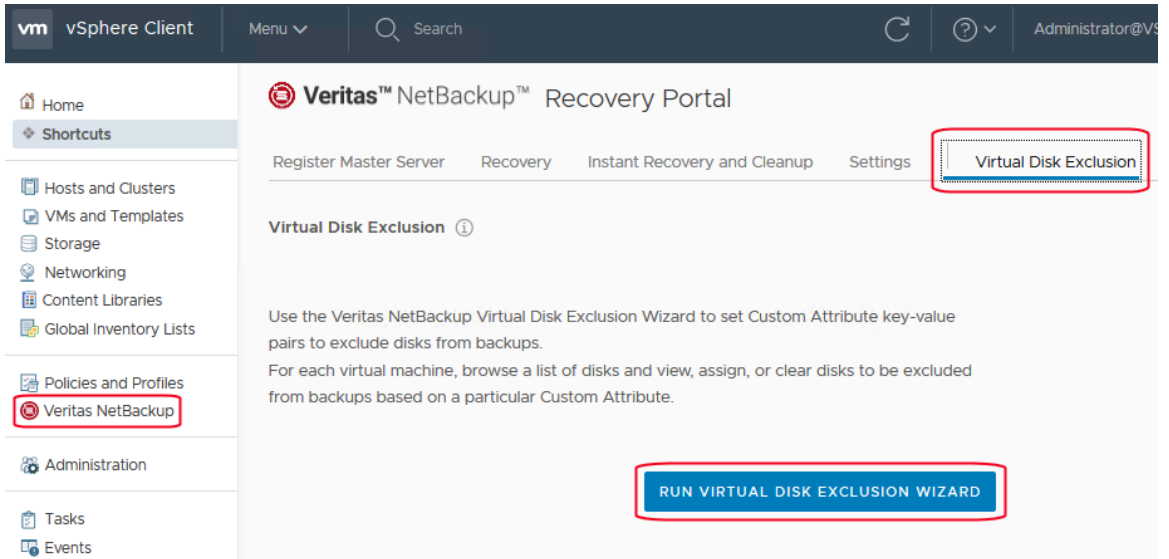 vm vSphere Client Menu Search Administrator@VS
Home
Shortcuts
Hosts and Clusters
VMs and Templates
Storage
Networking
Content Libraries
Global Inventory Lists
Policies and Profiles
Veritas NetBackup
Administration
Tasks
Events
Veritas™ NetBackup™ Recovery Portal
Register Master Server Recovery Instant Recovery and Cleanup Settings Virtual Disk Exclusion
Virtual Disk Exclusion
Use the Veritas NetBackup Virtual Disk Exclusion Wizard to set Custom Attribute key-value
pairs to exclude disks from backups.
For each virtual machine, browse a list of disks and view, assign, or clear disks to be excluded
from backups based on a particular Custom Attribute.
RUN VIRTUAL DISK EXCLUSION WIZARD